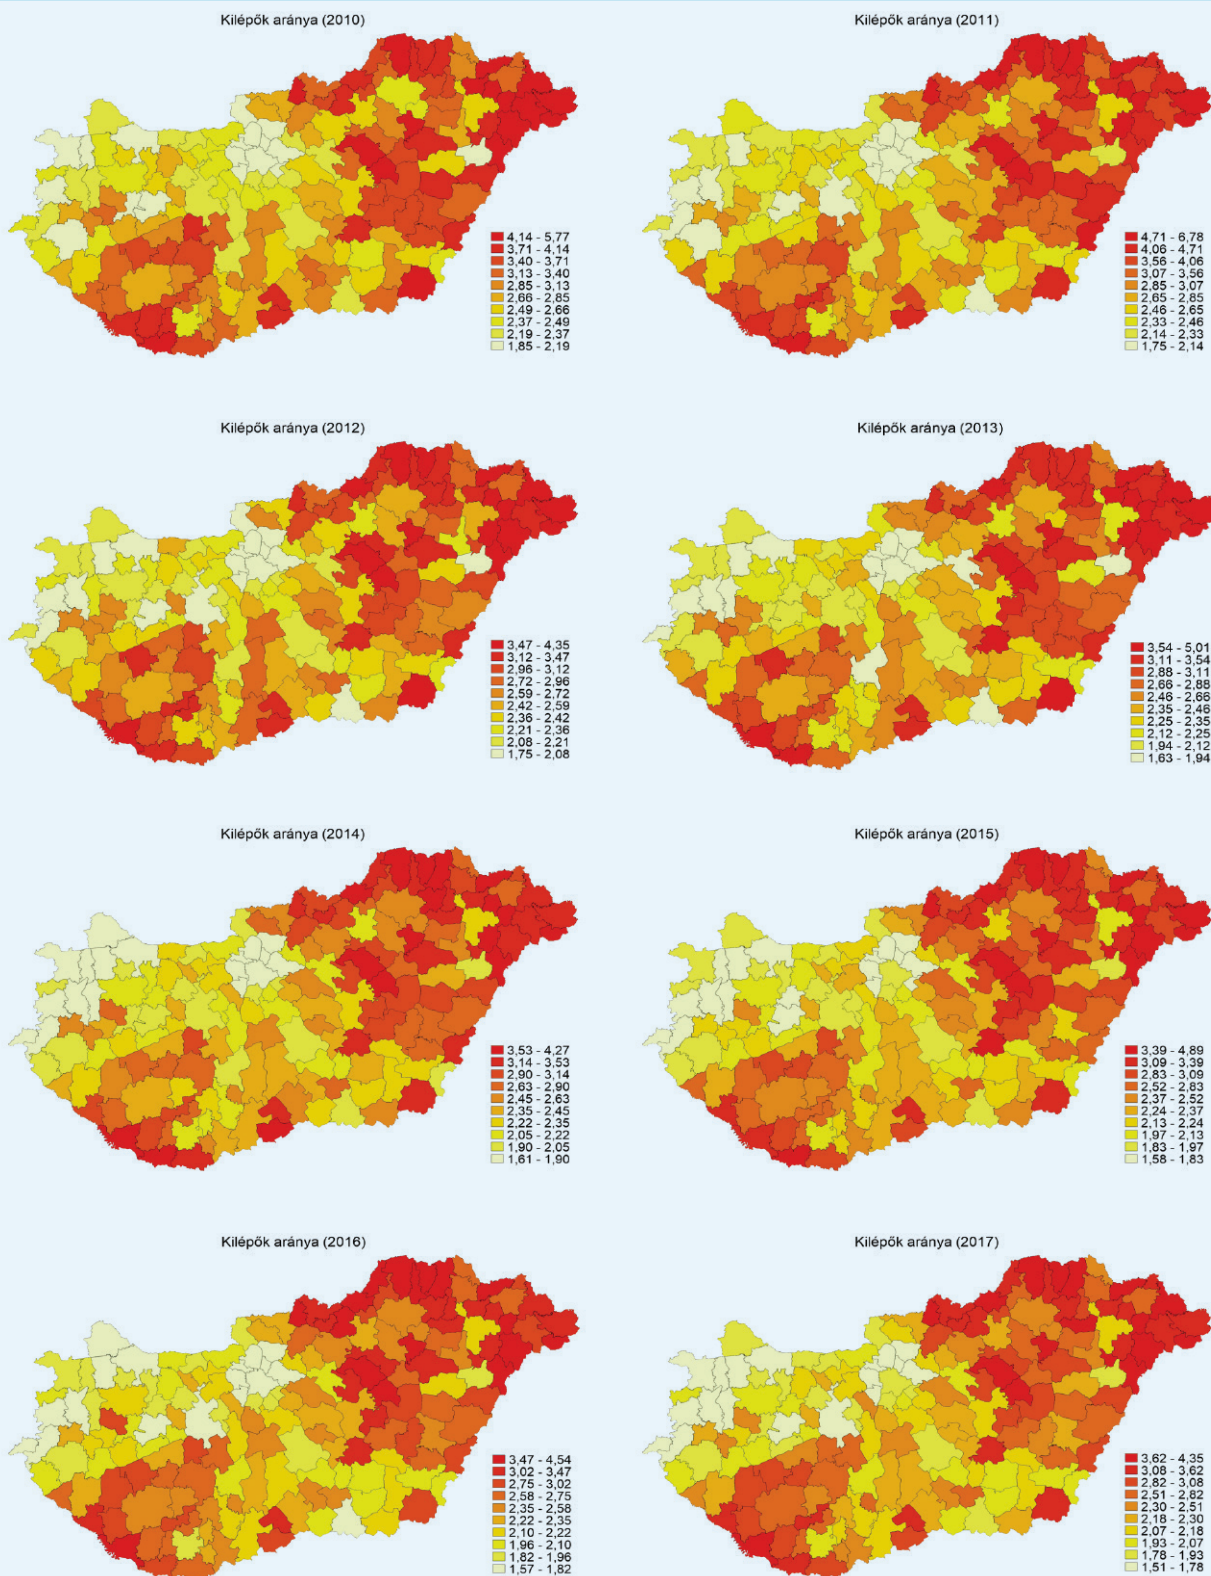 Kilépők aránya (2010)
4,14 - 5,77
3,71 - 4,14
3,40 - 3,71
3,13 - 3,40
2,85 - 3,13
2,66 - 2,85
2,49 - 2,66
2,37 - 2,49
2,19 - 2,37
1,85 - 2,19
Kilépők aránya (2011)
4,71 - 6,78
4,06 - 4,71
3,56 - 4,06
3,07 - 3,56
2,85 - 3,07
2,65 - 2,85
2,46 - 2,65
2,33 - 2,46
2,14 - 2,33
1,75 - 2,14
Kilépők aránya (2012)
3,47 - 4,35
3,12 - 3,47
2,96 - 3,12
2,72 - 2,96
2,59 - 2,72
2,42 - 2,59
2,36 - 2,42
2,21 - 2,36
2,08 - 2,21
1,75 - 2,08
Kilépők aránya (2013)
3,54 - 5,01
3,11 - 3,54
2,88 - 3,11
2,66 - 2,88
2,46 - 2,66
2,35 - 2,46
2,25 - 2,35
2,12 - 2,25
1,94 - 2,12
1,63 - 1,94
Kilépők aránya (2014)
3,53 - 4,27
3,14 - 3,53
2,90 - 3,14
2,63 - 2,90
2,45 - 2,63
2,35 - 2,45
2,22 - 2,35
2,05 - 2,22
1,90 - 2,05
1,61 - 1,90
Kilépők aránya (2015)
3,39 - 4,89
3,09 - 3,39
2,83 - 3,09
2,52 - 2,83
2,37 - 2,52
2,24 - 2,37
2,13 - 2,24
1,97 - 2,13
1,83 - 1,97
1,58 - 1,83
Kilépők aránya (2016)
3,47 - 4,54
3,02 - 3,47
2,75 - 3,02
2,58 - 2,75
2,35 - 2,58
2,22 - 2,35
2,10 - 2,22
1,96 - 2,10
1,82 - 1,96
1,57 - 1,82
Kilépők aránya (2017)
3,62 - 4,35
3,08 - 3,62
2,82 - 3,08
2,51 - 2,82
2,30 - 2,51
2,18 - 2,30
2,07 - 2,18
1,93 - 2,07
1,78 - 1,93
1,51 - 1,78